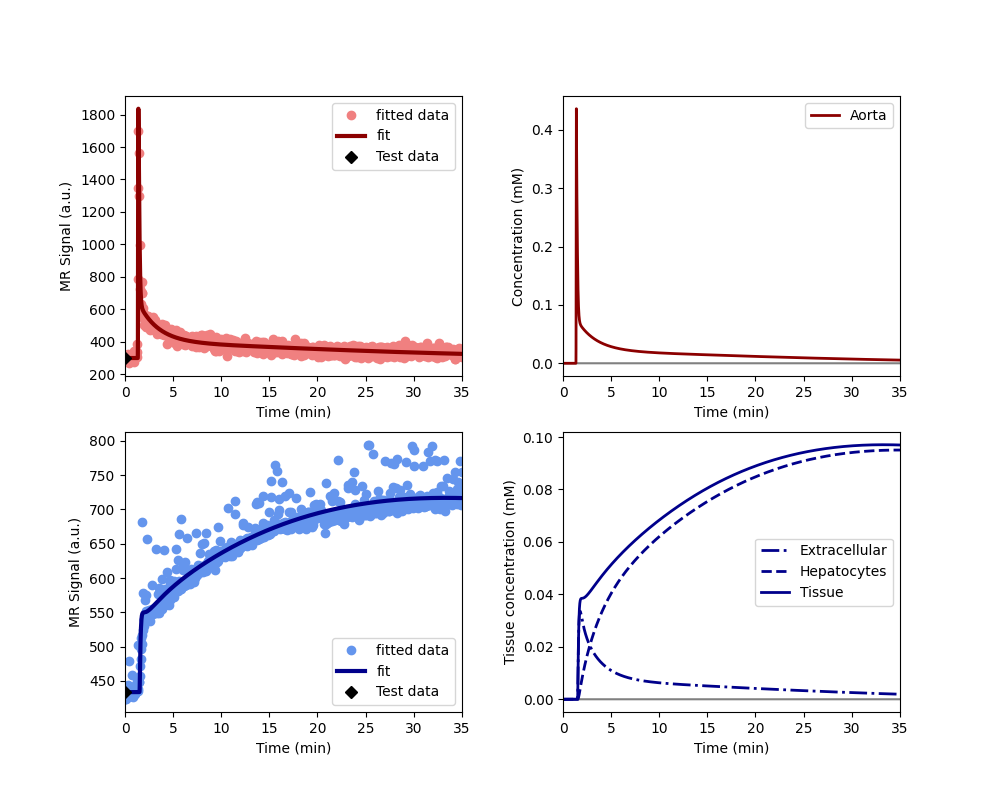 MR Signal (a.u.)
1800
1600
1400
1200
1000
800
600
400
200
fitted data
fit
Test data
0 5 10 15 20 25 30 35
Time (min)
Concentration (mM)
0.4
0.3
0.2
0.1
0.0
Aorta
0 5 10 15 20 25 30 35
Time (min)
MR Signal (a.u.)
800
750
700
650
600
550
500
450
fitted data
fit
Test data
0 5 10 15 20 25 30 35
Time (min)
Tissue concentration (mM)
0.10
0.08
0.06
0.04
0.02
0.00
Extracellular
Hepatocytes
Tissue
0 5 10 15 20 25 30 35
Time (min)